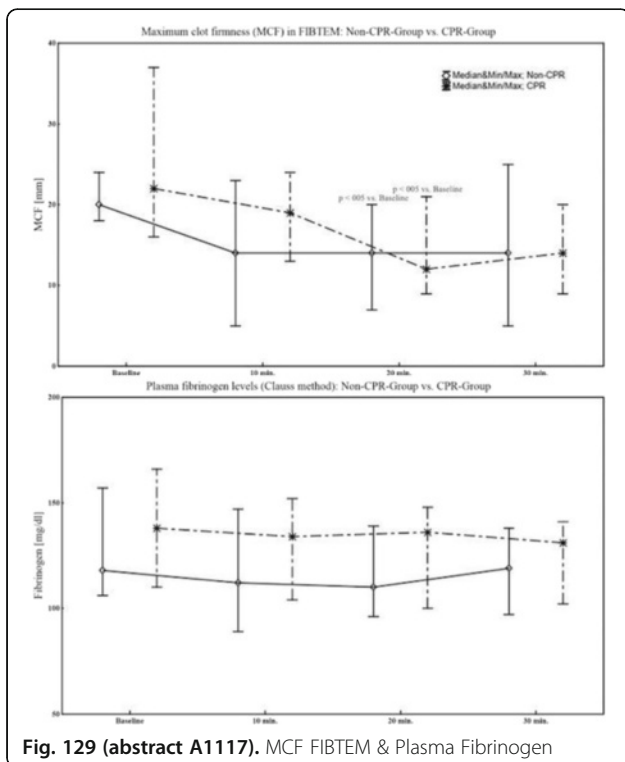 Maximum clot firmness (MCF) in FIBTEM: Non-CPR-Group vs. CPR-Group
40
Median&Min/Max; Non-CPR
Median&Min/Max; CPR
30
MCF [mm]
p < 005 vs. Baseline
p < 005 vs. Baseline
20
10
0
Baseline
10 min.
20 min.
30 min.
Plasma fibrinogen levels (Clauss method): Non-CPR-Group vs. CPR-Group
200
150
Fibrinogen [mg/dl]
100
50
Baseline
10 min.
20 min.
30 min.
Fig. 129 (abstract A1117). MCF FIBTEM & Plasma Fibrinogen